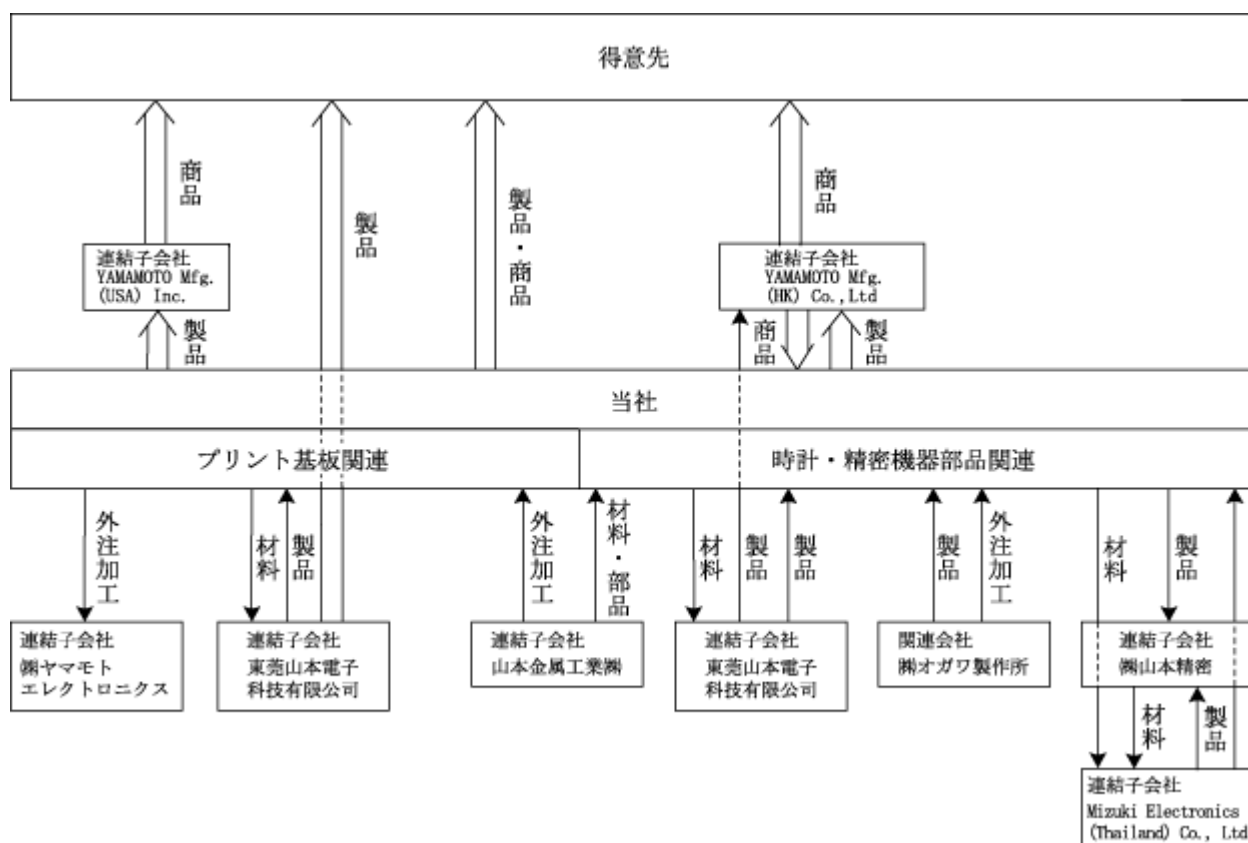 得意先
商品
製品
製品・商品
商品
連結子会社
YAMAMOTO Mfg.
(USA) Inc.
連結子会社
YAMAMOTO Mfg.
(HK) Co.,Ltd
製品
商品
製品
当社
プリント基板関連
時計・精密機器部品関連
外注加工
材料
製品
外注加工
材料・部品
材料
製品
製品
製品
外注加工
材料
製品
連結子会社
㈱ヤマモト
エレクトロニクス
連結子会社
東莞山本電子
科技有限公司
連結子会社
山本金属工業㈱
連結子会社
東莞山本電子
科技有限公司
関連会社
㈱オガワ製作所
連結子会社
㈱山本精密
材料
製品
連結子会社
Mizuki Electronics
(Thailand) Co., Ltd